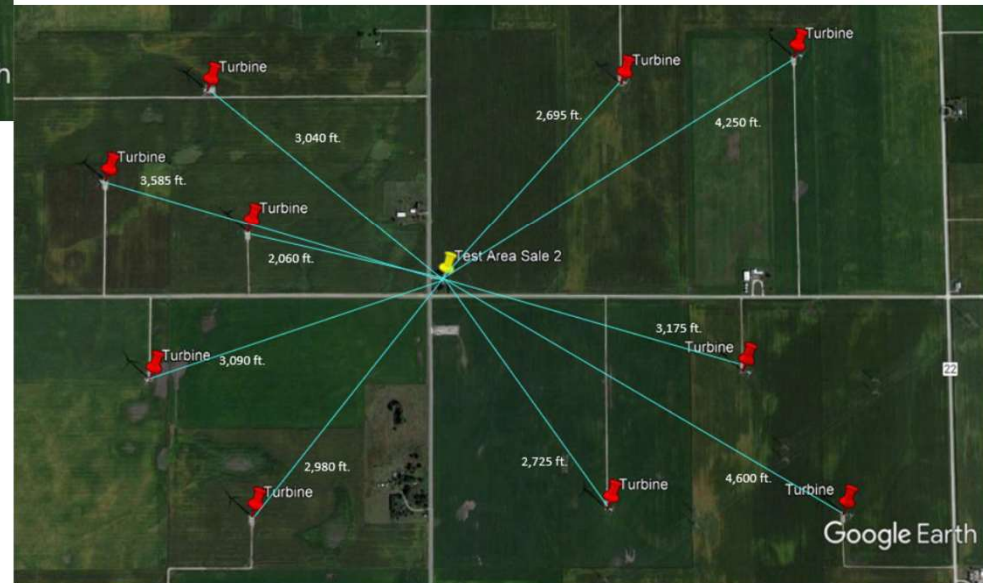 n
Turbine
Turbine
Turbine
2,695 ft.
4,250 ft.
3,040 ft.
Turbine
3,585 ft.
Turbine
2,060 ft.
Test Area Sale 2
3,175 ft.
Turbine
Turbine
3,090 ft.
22
2,725 ft.
2,980 ft.
4,600 ft.
Turbine
Turbine
Turbine
Google Earth